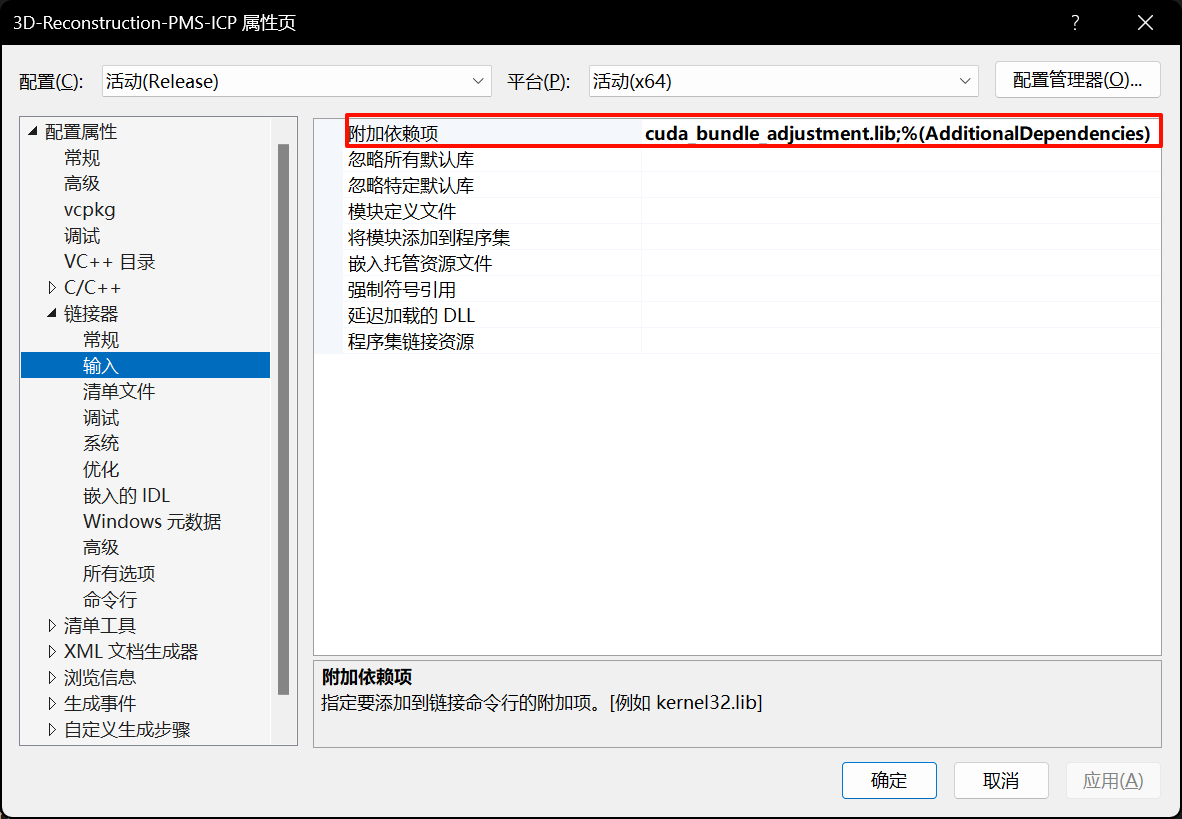 3D-Reconstruction-PMS-ICP 属性页
配置(C): 活动(Release) 平台(P): 活动(x64) 配置管理器(O)...
配置属性
常规
高级
vcpkg
调试
VC++ 目录
C/C++
链接器
常规
输入
清单文件
调试
系统
优化
嵌入的 IDL
Windows 元数据
高级
所有选项
命令行
清单工具
XML 文档生成器
浏览信息
生成事件
自定义生成步骤
附加依赖项 cuda_bundle_adjustment.lib;%(AdditionalDependencies)
忽略所有默认库
忽略特定默认库
模块定义文件
将模块添加到程序集
嵌入托管资源文件
强制符号引用
延迟加载的 DLL
程序集链接资源
附加依赖项
指定要添加到链接命令行的附加项。[例如 kernel32.lib]
确定 取消 应用(A)